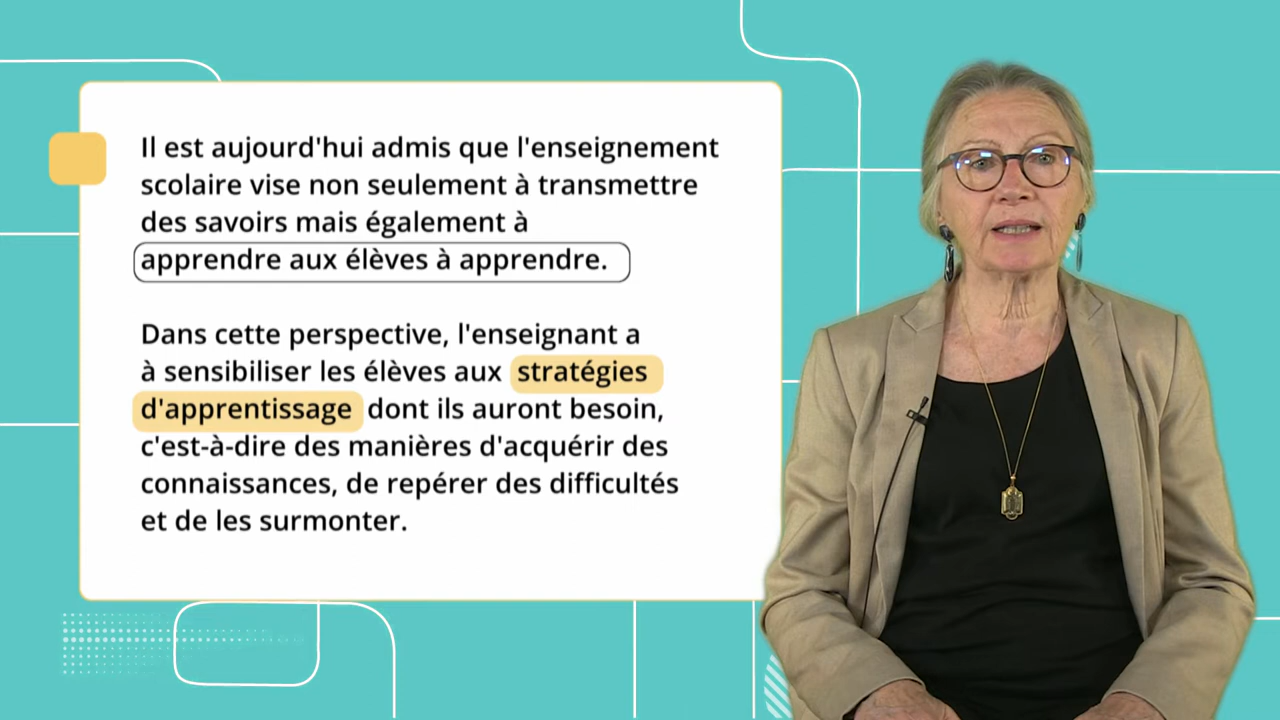 Il est aujourd'hui admis que l'enseignement
scolaire vise non seulement à transmettre
des savoirs mais également à
apprendre aux élèves à apprendre.
Dans cette perspective, l'enseignant a
à sensibiliser les élèves aux stratégies
d'apprentissage dont ils auront besoin,
c'est-à-dire des manières d'acquérir des
connaissances, de repérer des difficultés
et de les surmonter.